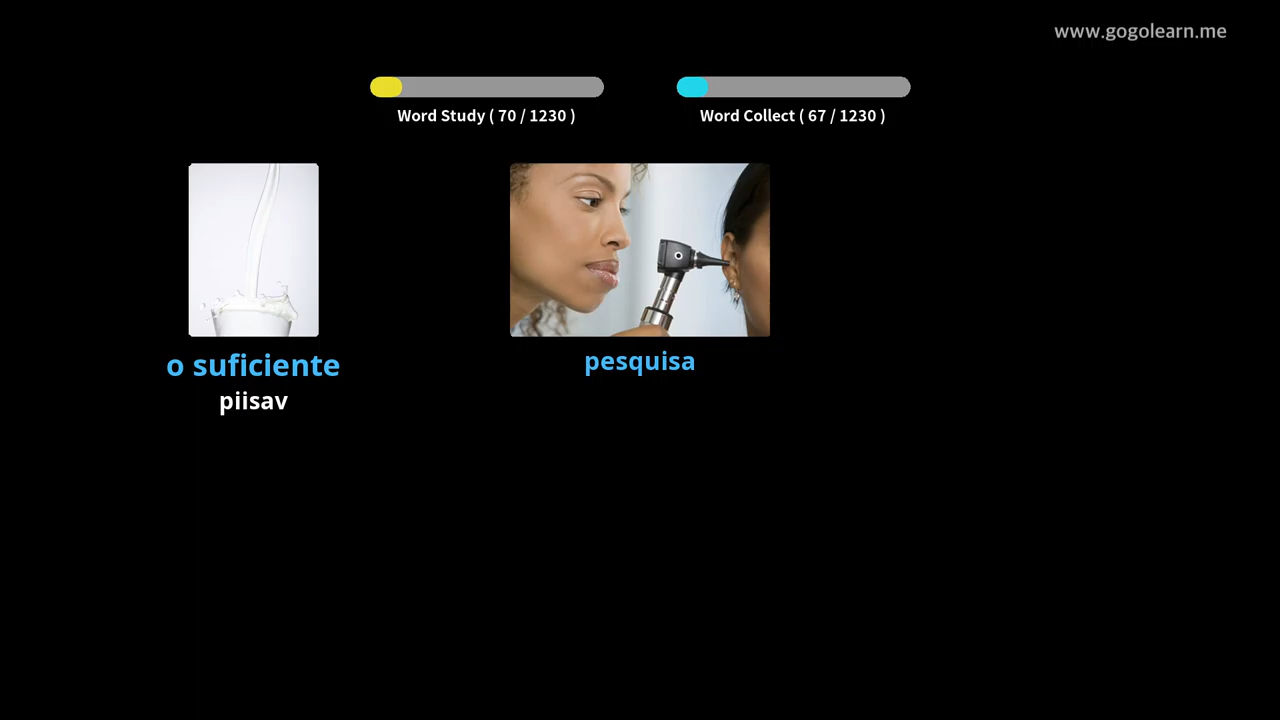 www.gogolearn.me
Word Study ( 70 / 1230 )
Word Collect ( 67 / 1230 )
o suficiente
piisav
pesquisa